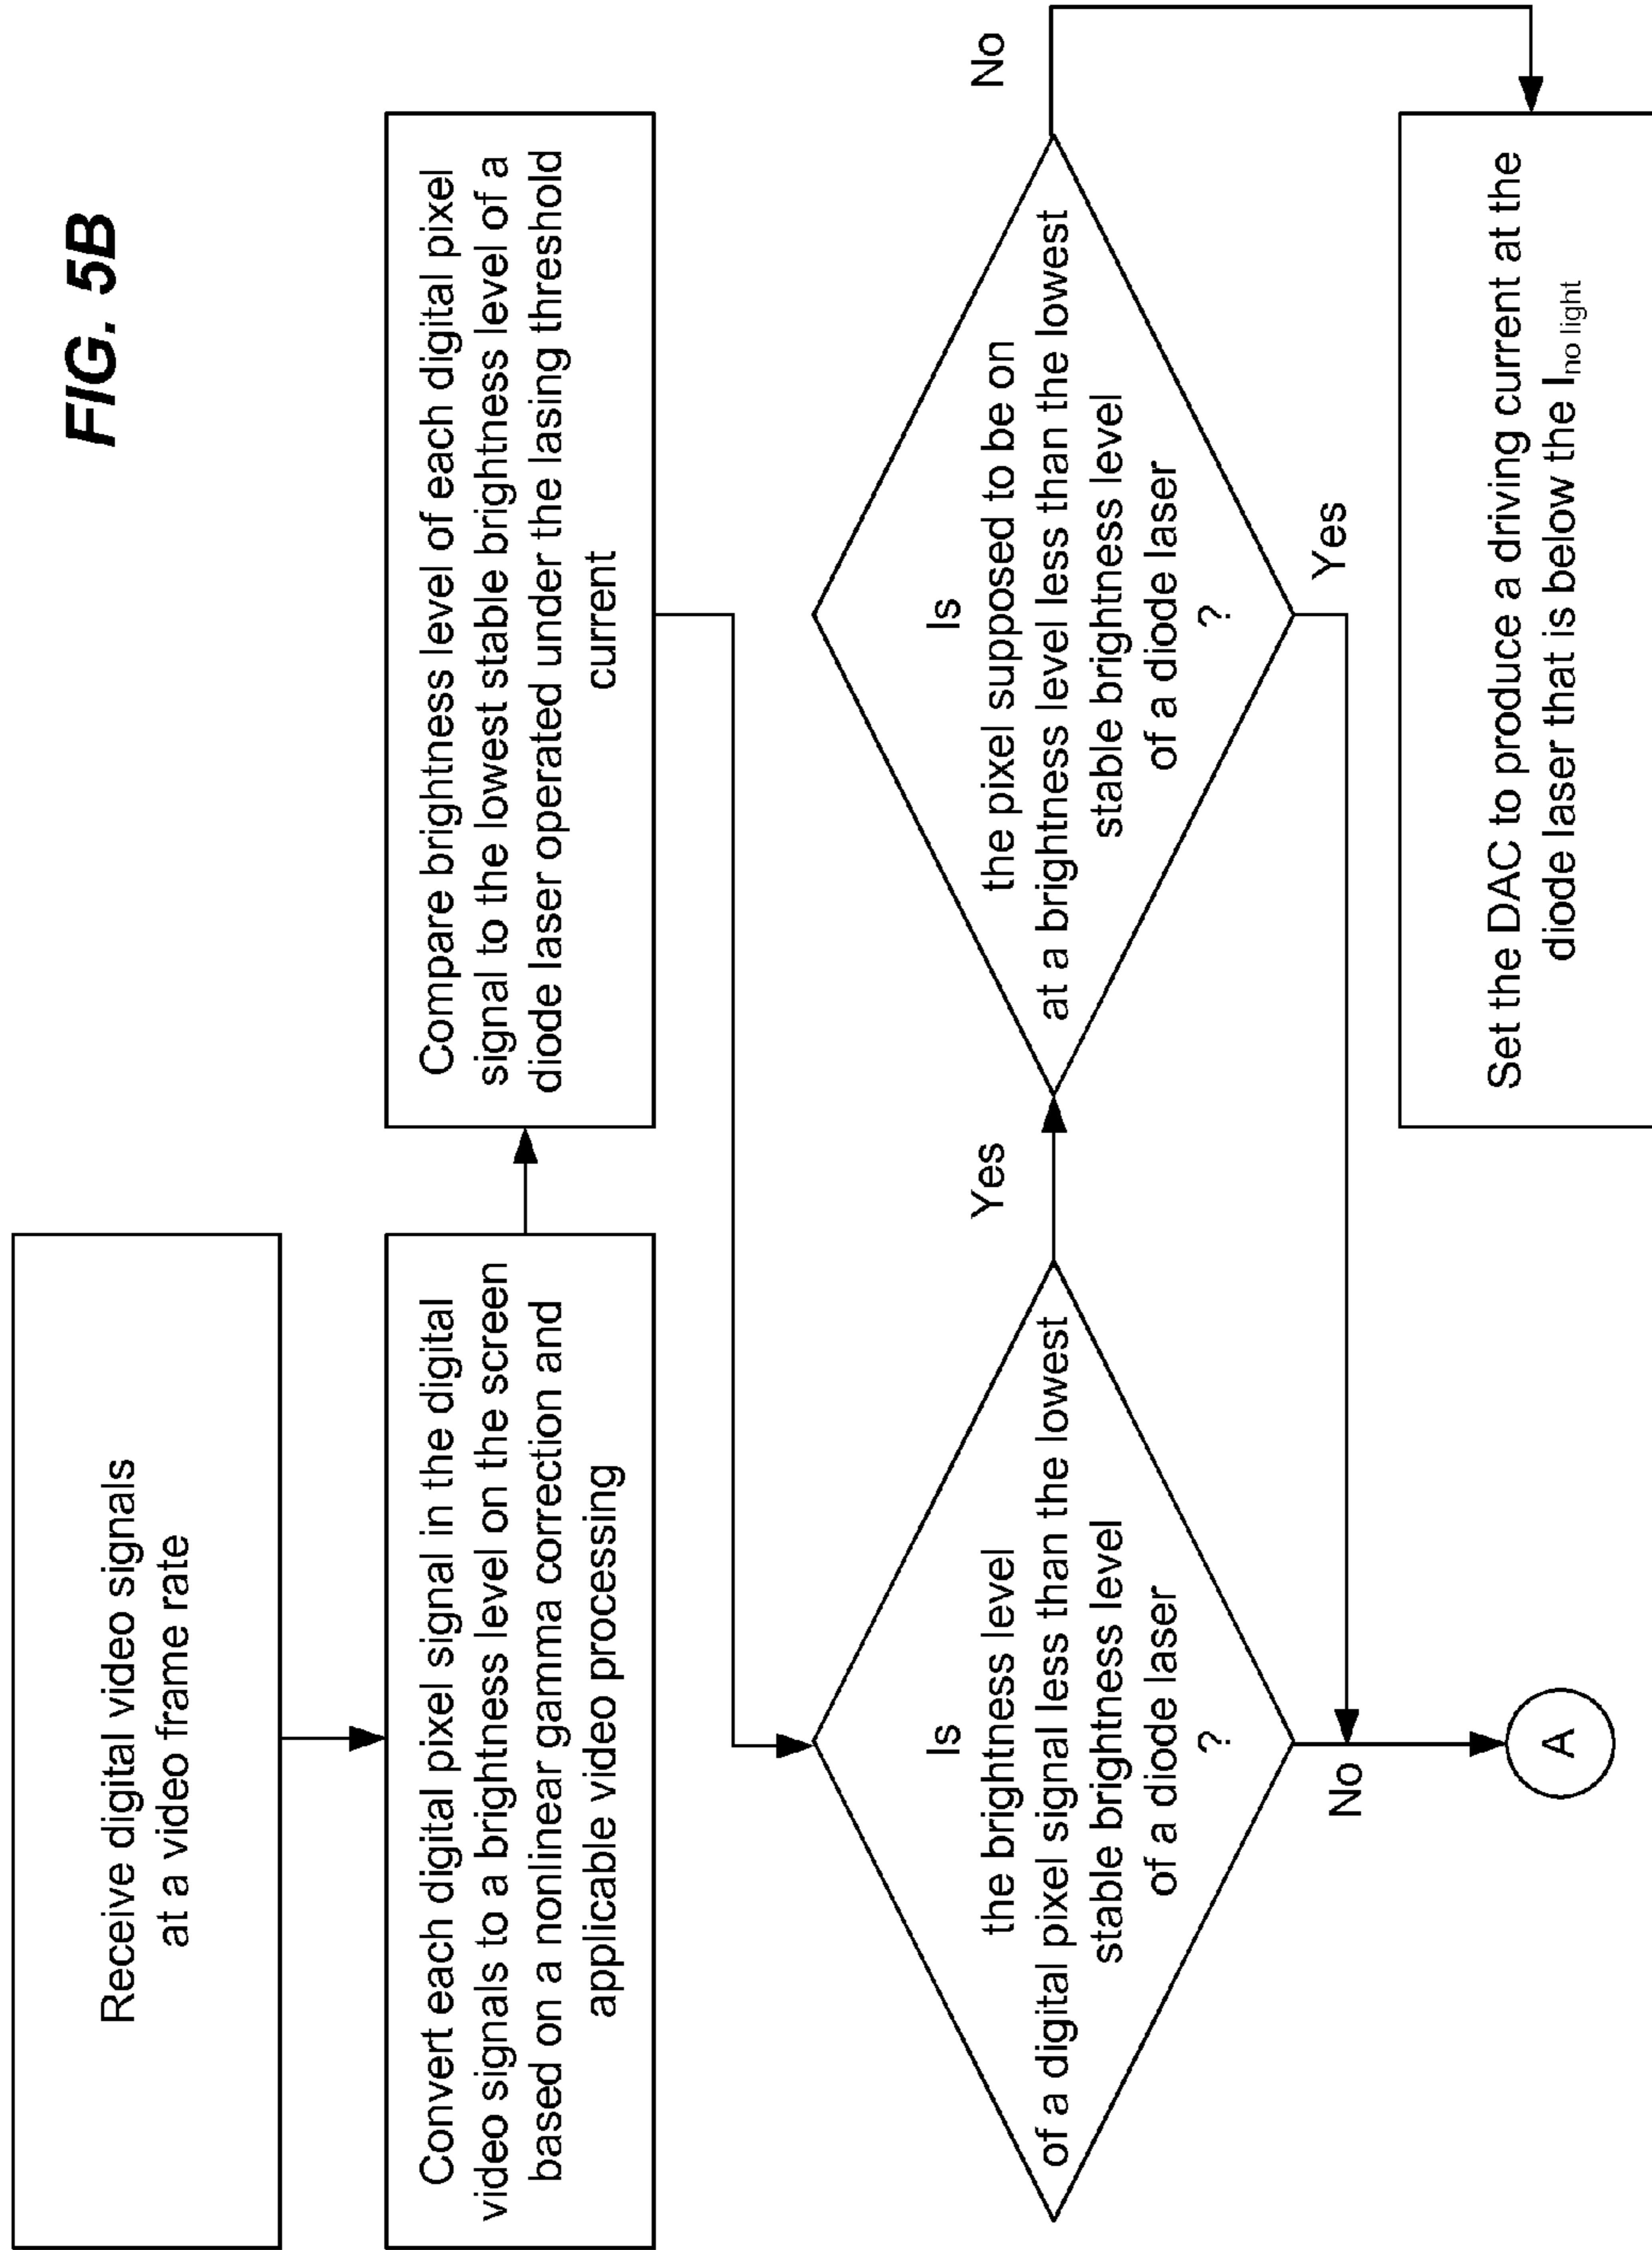 FIG. 5B
Receive digital video signals
at a video frame rate
Convert each digital pixel signal in the digital
video signals to a brightness level on the screen
based on a nonlinear gamma correction and
applicable video processing
Compare brightness level of each digital pixel
signal to the lowest stable brightness level of a
diode laser operated under the lasing threshold
current
Is
the brightness level
of a digital pixel signal less than the lowest
stable brightness level
of a diode laser
?
Yes
No
Is
the pixel supposed to be on
at a brightness level less than the lowest
stable brightness level
of a diode laser
?
No
Yes
A
Set the DAC to produce a driving current at the
diode laser that is below the I no light